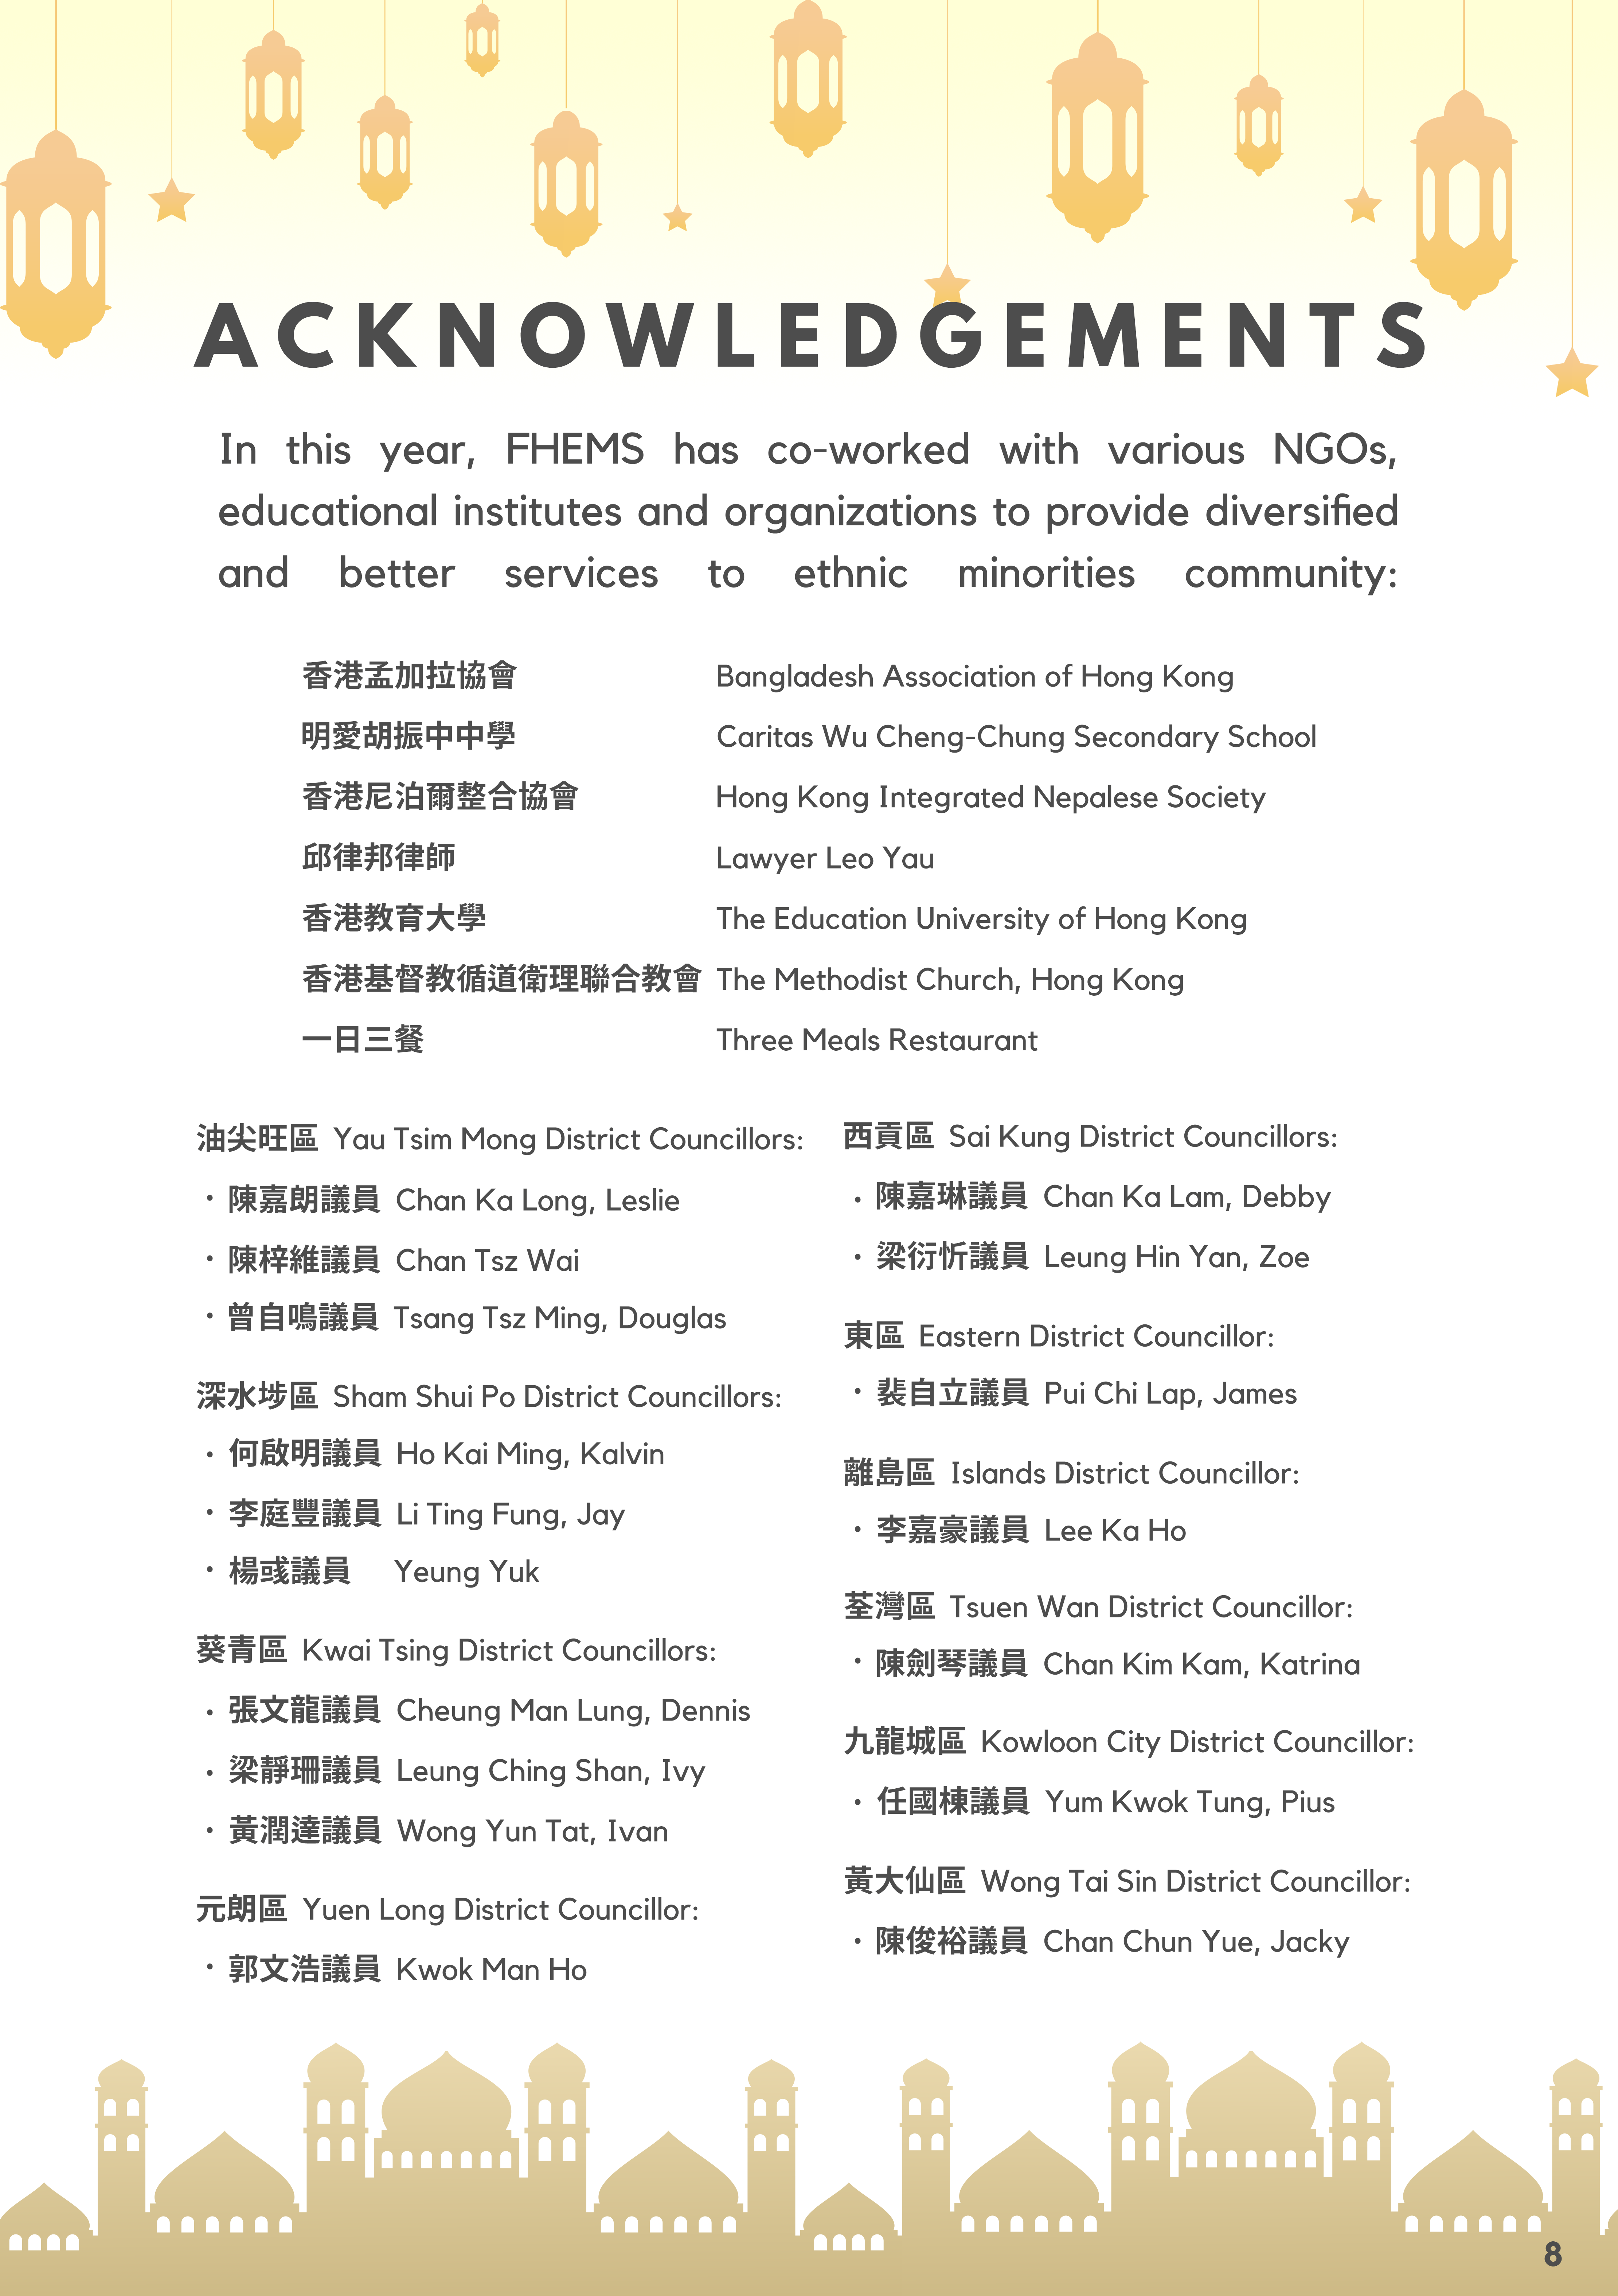 ACKNOWLEDGEMENTS
In this year, FHEMS has co-worked with various NGOs,
educational institutes and organizations to provide diversified
and better services to ethnic minorities community:
香港孟加拉協會 Bangladesh Association of Hong Kong
明愛胡振中中學 Caritas Wu Cheng-Chung Secondary School
香港尼泊爾整合協會 Hong Kong Integrated Nepalese Society
邱律邦律師 Lawyer Leo Yau
香港教育大學 The Education University of Hong Kong
香港基督教循道衛理聯合教會 The Methodist Church, Hong Kong
一日三餐 Three Meals Restaurant
油尖旺區 Yau Tsim Mong District Councillors:
• 陳嘉朗議員 Chan Ka Long, Leslie
• 陳梓維議員 Chan Tsz Wai
• 曾自鳴議員 Tsang Tsz Ming, Douglas
深水埗區 Sham Shui Po District Councillors:
• 何啟明議員 Ho Kai Ming, Kalvin
• 李庭豐議員 Li Ting Fung, Jay
• 楊彧議員 Yeung Yuk
葵青區 Kwai Tsing District Councillors:
• 張文龍議員 Cheung Man Lung, Dennis
• 梁靜珊議員 Leung Ching Shan, Ivy
• 黃潤達議員 Wong Yun Tat, Ivan
元朗區 Yuen Long District Councillor:
• 郭文浩議員 Kwok Man Ho
西貢區 Sai Kung District Councillors:
• 陳嘉琳議員 Chan Ka Lam, Debby
• 梁衍忻議員 Leung Hin Yan, Zoe
東區 Eastern District Councillor:
• 裴自立議員 Pui Chi Lap, James
離島區 Islands District Councillor:
• 李嘉豪議員 Lee Ka Ho
荃灣區 Tsuen Wan District Councillor:
• 陳劍琴議員 Chan Kim Kam, Katrina
九龍城區 Kowloon City District Councillor:
• 任國棟議員 Yum Kwok Tung, Pius
黃大仙區 Wong Tai Sin District Councillor:
• 陳俊裕議員 Chan Chun Yue, Jacky
8